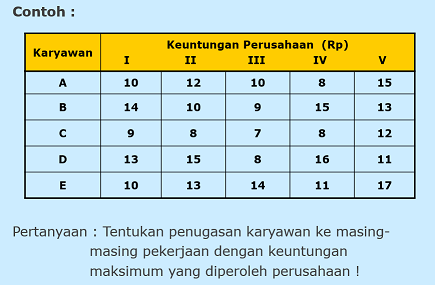 Contoh :
Karyawan Keuntungan Perusahaan (Rp)
I II III IV V
A 10 12 10 8 15
B 14 10 9 15 13
C 9 8 7 8 12
D 13 15 8 16 11
E 10 13 14 11 17
Pertanyaan : Tentukan penugasan karyawan ke masing-
masing pekerjaan dengan keuntungan
maksimum yang diperoleh perusahaan !